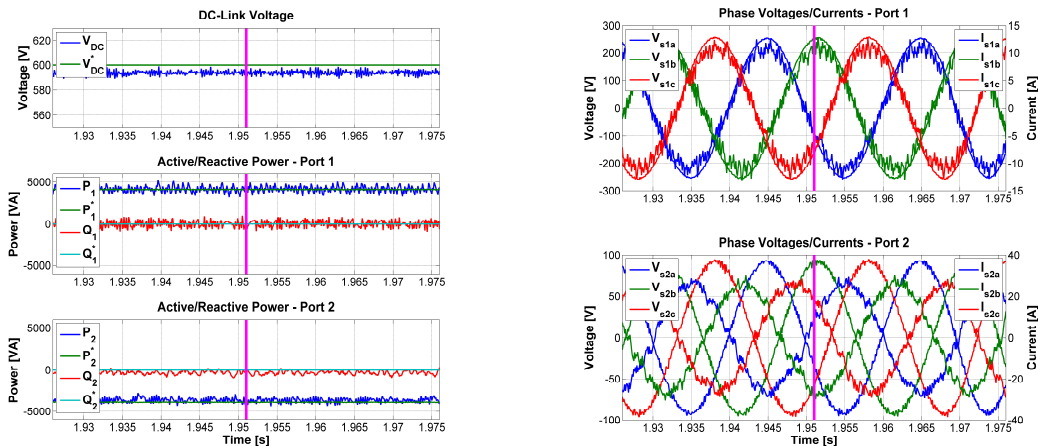 DC-Link Voltage
620
600
580
560
Voltage [V]
V_DC
V*_DC
1.93 1.935 1.94 1.945 1.95 1.955 1.96 1.965 1.97 1.975
Active/Reactive Power - Port 1
5000
0
-5000
Power [VA]
P_1
P*_1
Q_1
Q*_1
1.93 1.935 1.94 1.945 1.95 1.955 1.96 1.965 1.97 1.975
Active/Reactive Power - Port 2
5000
0
-5000
Power [VA]
P_2
P*_2
Q_2
Q*_2
1.93 1.935 1.94 1.945 1.95 1.955 1.96 1.965 1.97 1.975
Time [s]
Phase Voltages/Currents - Port 1
300
200
100
0
-100
-200
-300
Voltage [V]
V_s1a
V_s1b
V_s1c
I_s1a
I_s1b
I_s1c
15
10
5
0
-5
-10
-15
Current [A]
1.93 1.935 1.94 1.945 1.95 1.955 1.96 1.965 1.97 1.975
Phase Voltages/Currents - Port 2
100
50
0
-50
-100
Voltage [V]
V_s2a
V_s2b
V_s2c
I_s2a
I_s2b
I_s2c
40
20
0
-20
-40
Current [A]
1.93 1.935 1.94 1.945 1.95 1.955 1.96 1.965 1.97 1.975
Time [s]